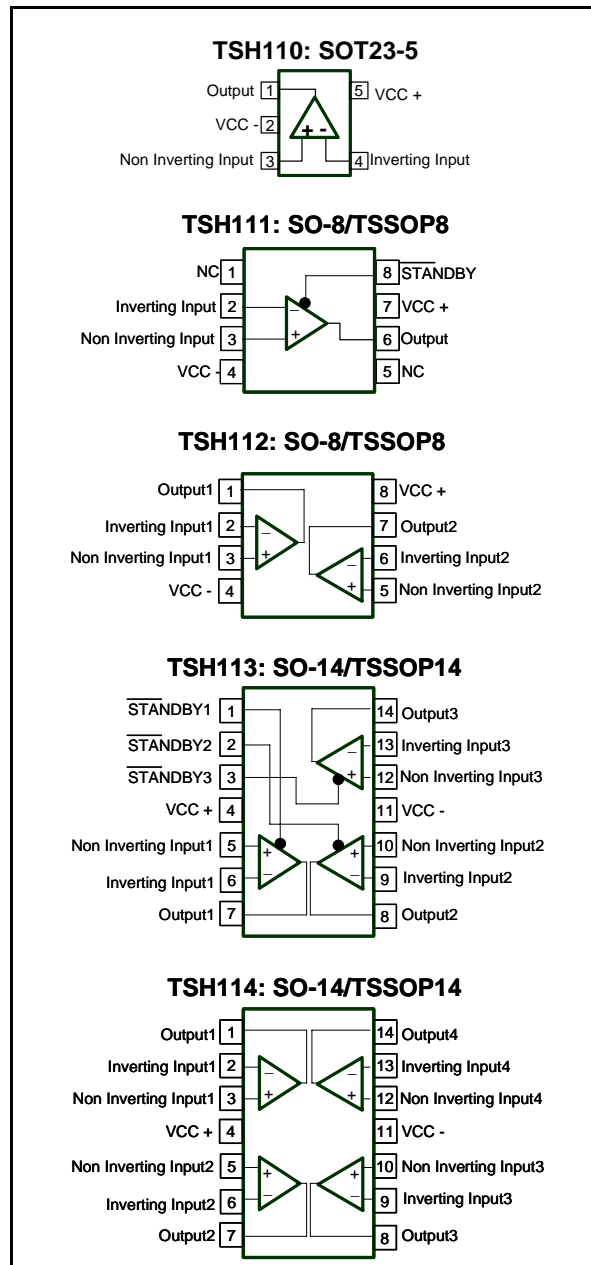 TSH110: SOT23-5
Output 1 5 VCC +
VCC - 2
+ -
Non Inverting Input 3 4 Inverting Input
TSH111: SO-8/TSSOP8
NC 1 8 STANDBY
Inverting Input 2 _ 7 VCC +
Non Inverting Input 3 + 6 Output
VCC - 4 5 NC
TSH112: SO-8/TSSOP8
Output1 1 8 VCC +
Inverting Input1 2 _ 7 Output2
Non Inverting Input1 3 + _ 6 Inverting Input2
VCC - 4 + 5 Non Inverting Input2
TSH113: SO-14/TSSOP14
STANDBY1 1 14 Output3
STANDBY2 2 _ 13 Inverting Input3
STANDBY3 3 + 12 Non Inverting Input3
VCC + 4 11 VCC -
Non Inverting Input1 5 + + 10 Non Inverting Input2
Inverting Input1 6 _ _ 9 Inverting Input2
Output1 7 8 Output2
TSH114: SO-14/TSSOP14
Output1 1 14 Output4
Inverting Input1 2 _ _ 13 Inverting Input4
Non Inverting Input1 3 + + 12 Non Inverting Input4
VCC + 4 11 VCC -
Non Inverting Input2 5 + + 10 Non Inverting Input3
Inverting Input2 6 _ _ 9 Inverting Input3
Output2 7 8 Output3